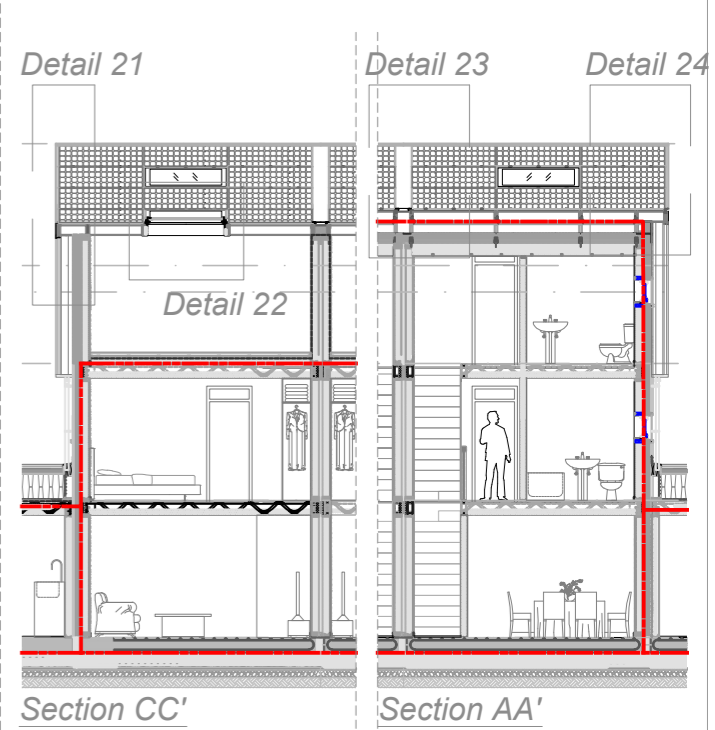 Detail 21
Detail 23
Detail 24
Detail 22
Section CC'
Section AA'